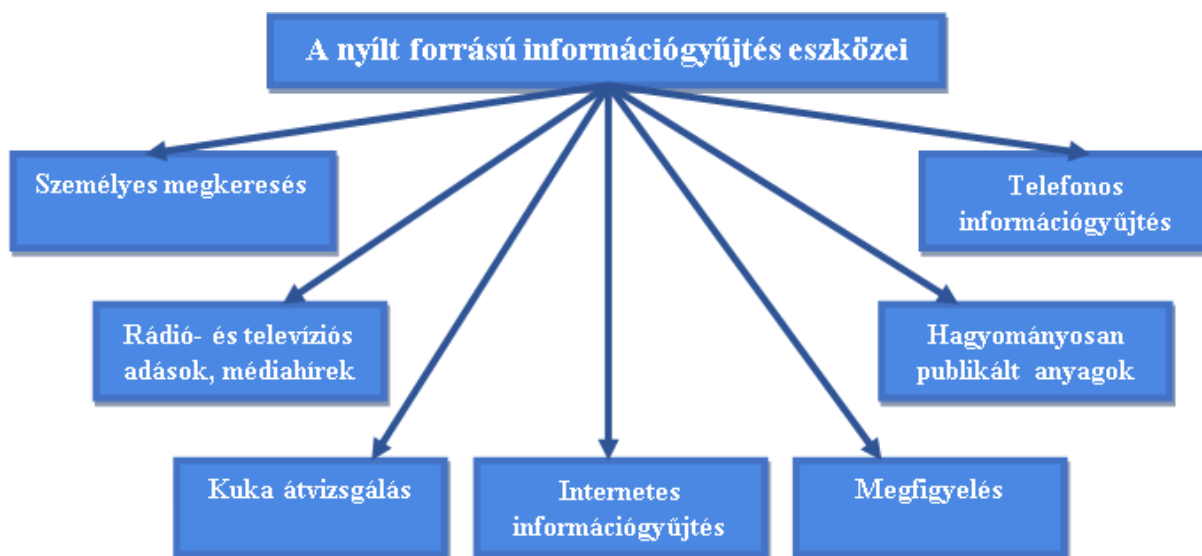 A nyílt forrású információgyűjtés eszközei
Személyes megkeresés
Telefonos
információgyűjtés
Rádió- és televíziós
adások, médiahírek
Hagyományosan
publikált anyagok
Kuka átvizsgálás
Internetes
információgyűjtés
Megfigyelés